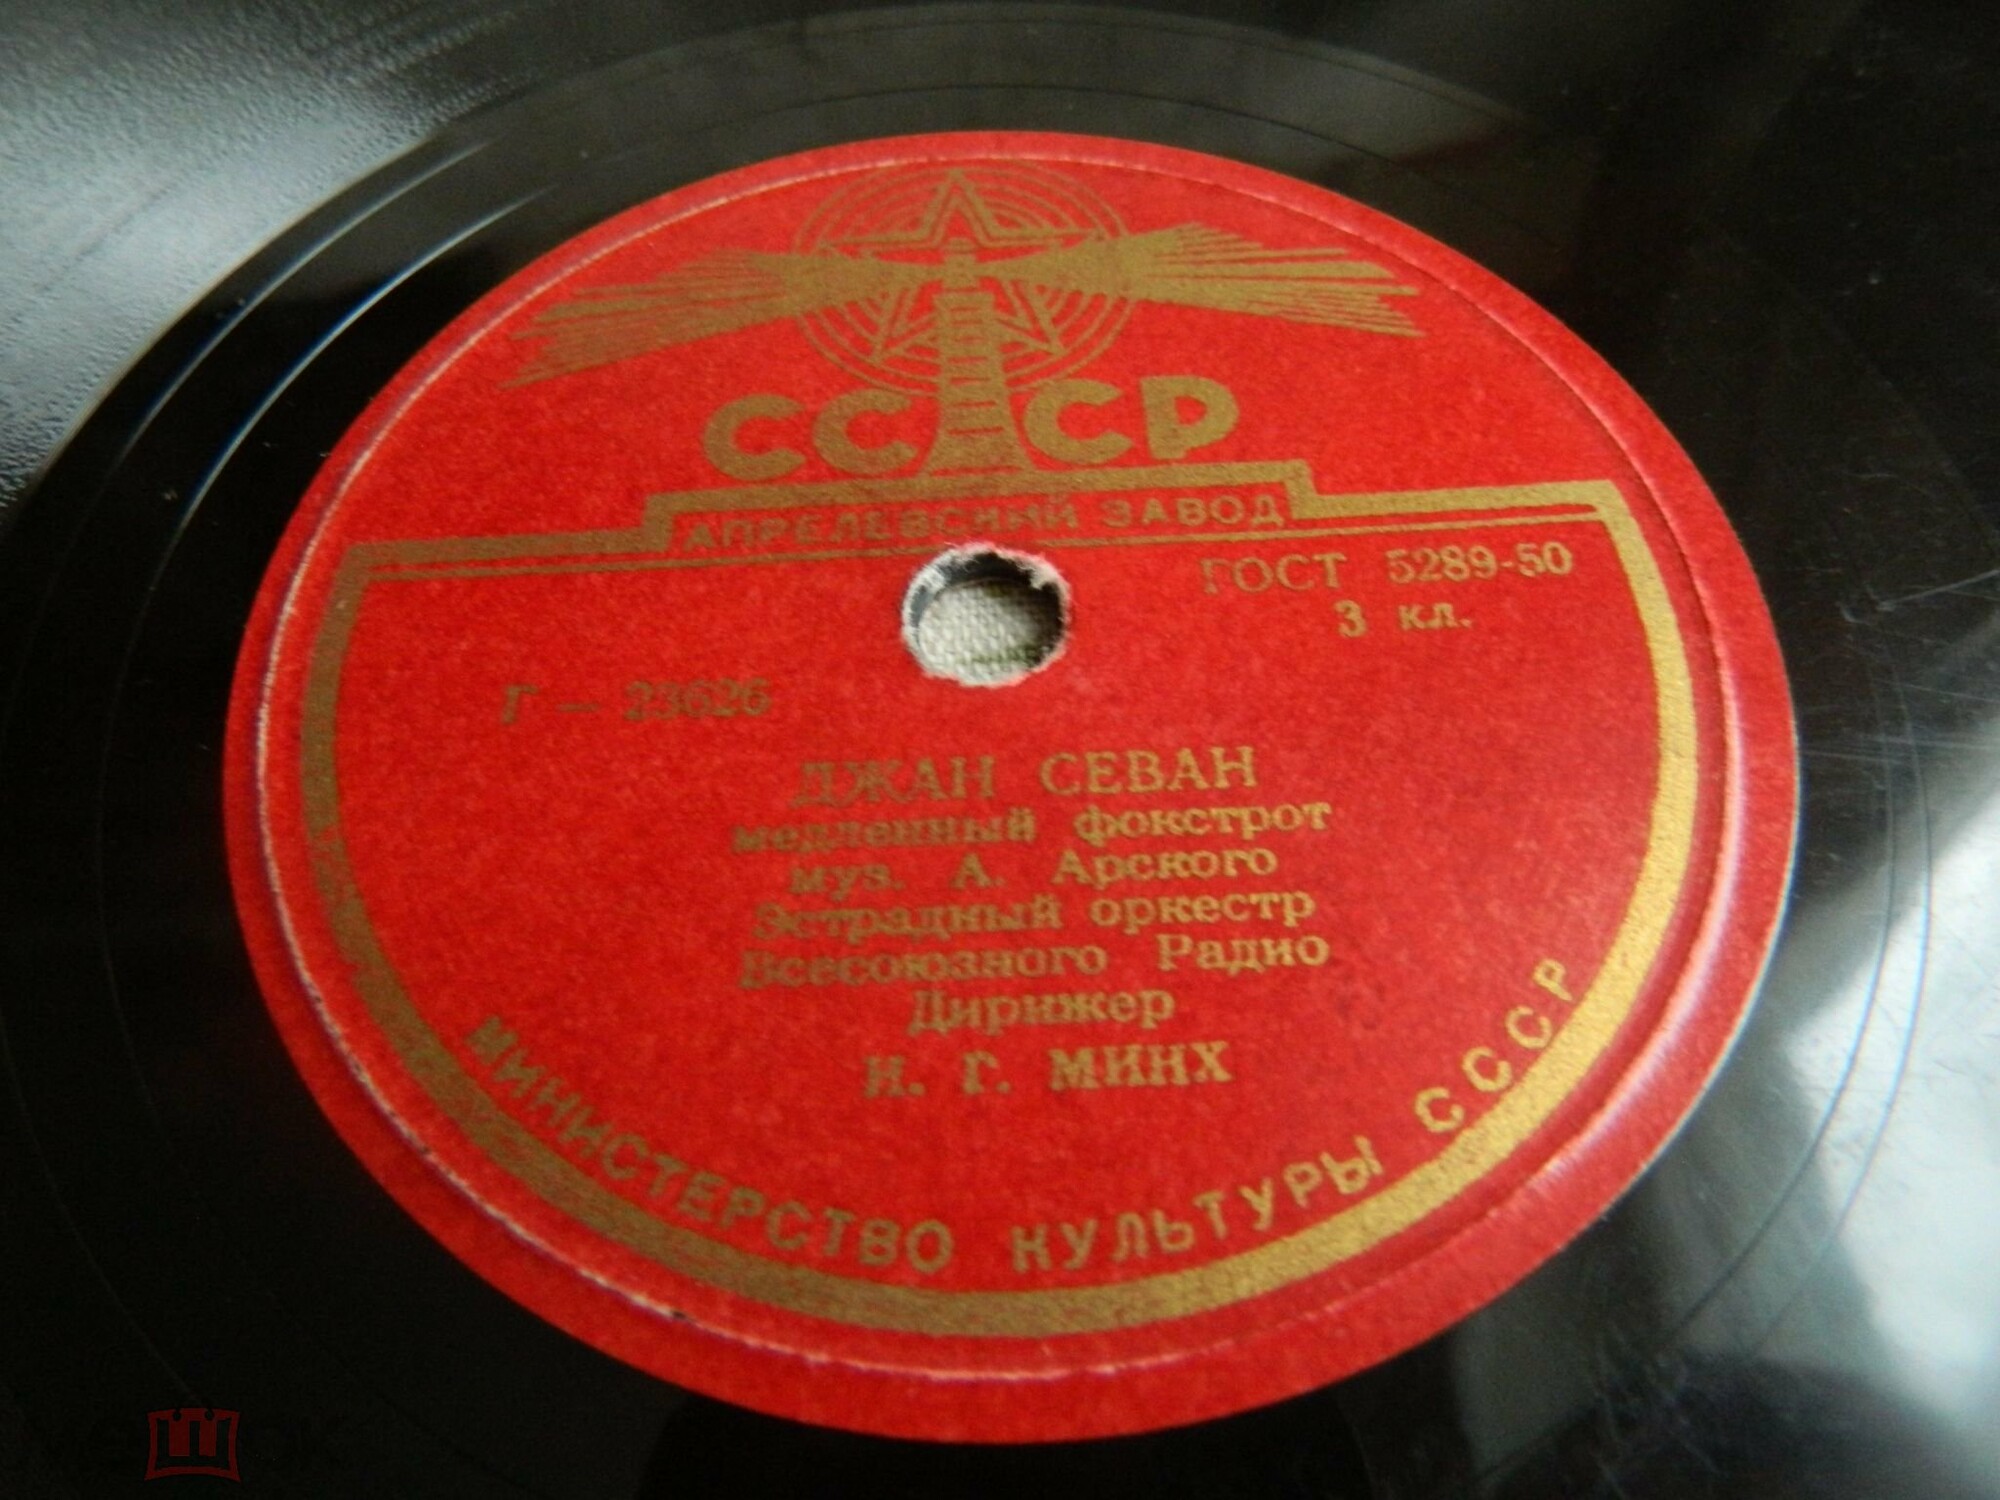 СССР
АПРЕЛЕВСКИЙ ЗАВОД
ГОСТ 5289-50
3 кл.
Г — 23626
ДЖАН СЕВАН
медленный фокстрот
муз. А. Арского
Эстрадный оркестр
Всесоюзного Радио
Дирижер
Н. Г. МИНХ
МИНИСТЕРСТВО КУЛЬТУРЫ СССР